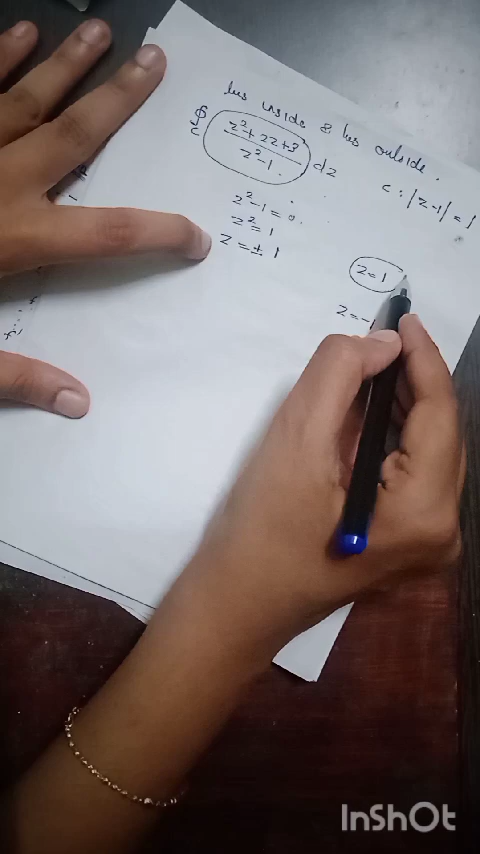 lies inside & lies outside.
∮c z²+2z+3 / z²-1 dz
c: |z-1| = 1
z²-1=0.
z²=1
z=±1
z=1
z=-1
InShOt